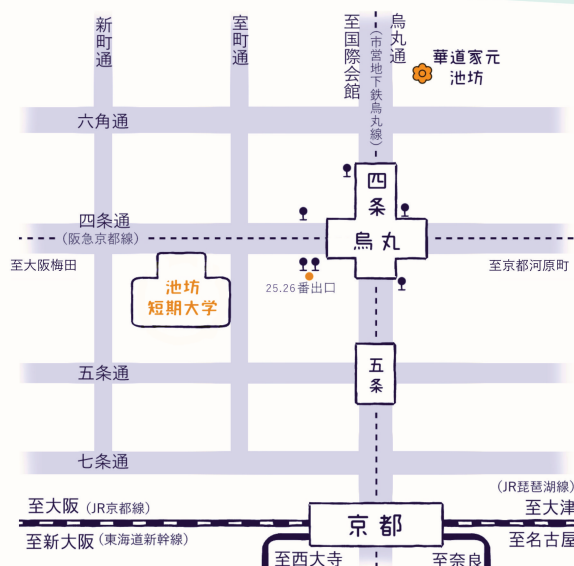 新町通
室町通
至国際会館
(市営地下鉄烏丸線)
烏丸通
華道家元
池坊
六角通
四条
烏丸
四条通
(阪急京都線)
至大阪梅田
至京都河原町
池坊
短期大学
25.26番出口
五条通
五条
七条通
(JR琵琶湖線)
至大阪 (JR京都線)
至大津
京都
至新大阪 (東海道新幹線)
至名古屋
至西大寺
至奈良